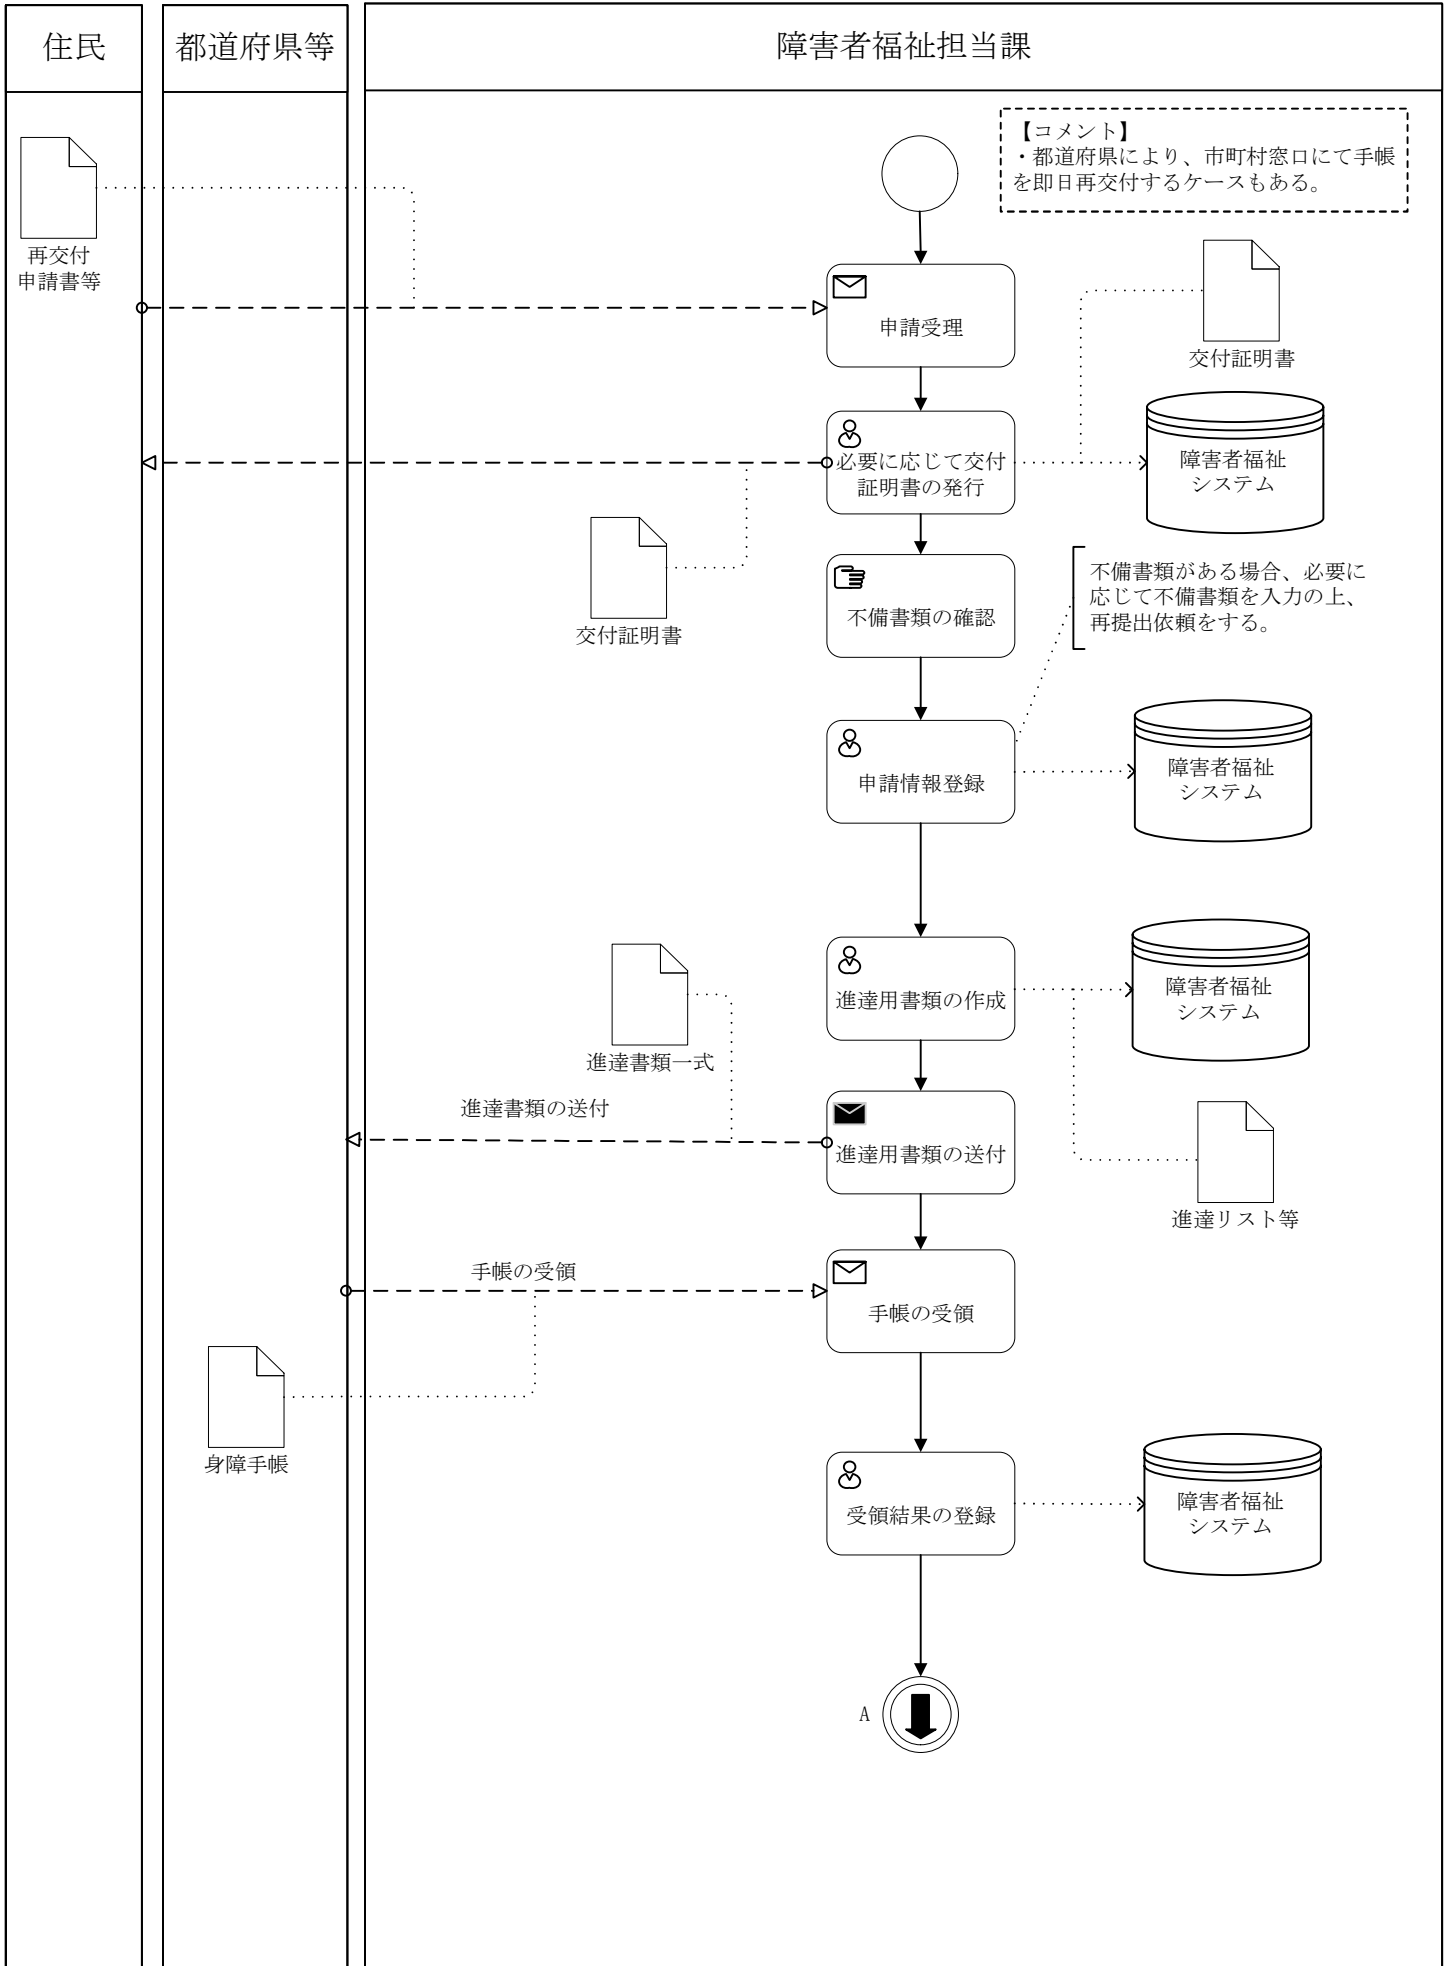 住民
都道府県等
障害者福祉担当課
【コメント】
・都道府県により、市町村窓口にて手帳
を即日再交付するケースもある。
再交付
申請書等
申請受理
交付証明書
必要に応じて交付
証明書の発行
障害者福祉
システム
交付証明書
不備書類の確認
不備書類がある場合、必要に
応じて不備書類を入力の上、
再提出依頼をする。
申請情報登録
障害者福祉
システム
進達用書類の作成
障害者福祉
システム
進達書類一式
進達書類の送付
進達用書類の送付
進達リスト等
手帳の受領
手帳の受領
身障手帳
受領結果の登録
障害者福祉
システム
A